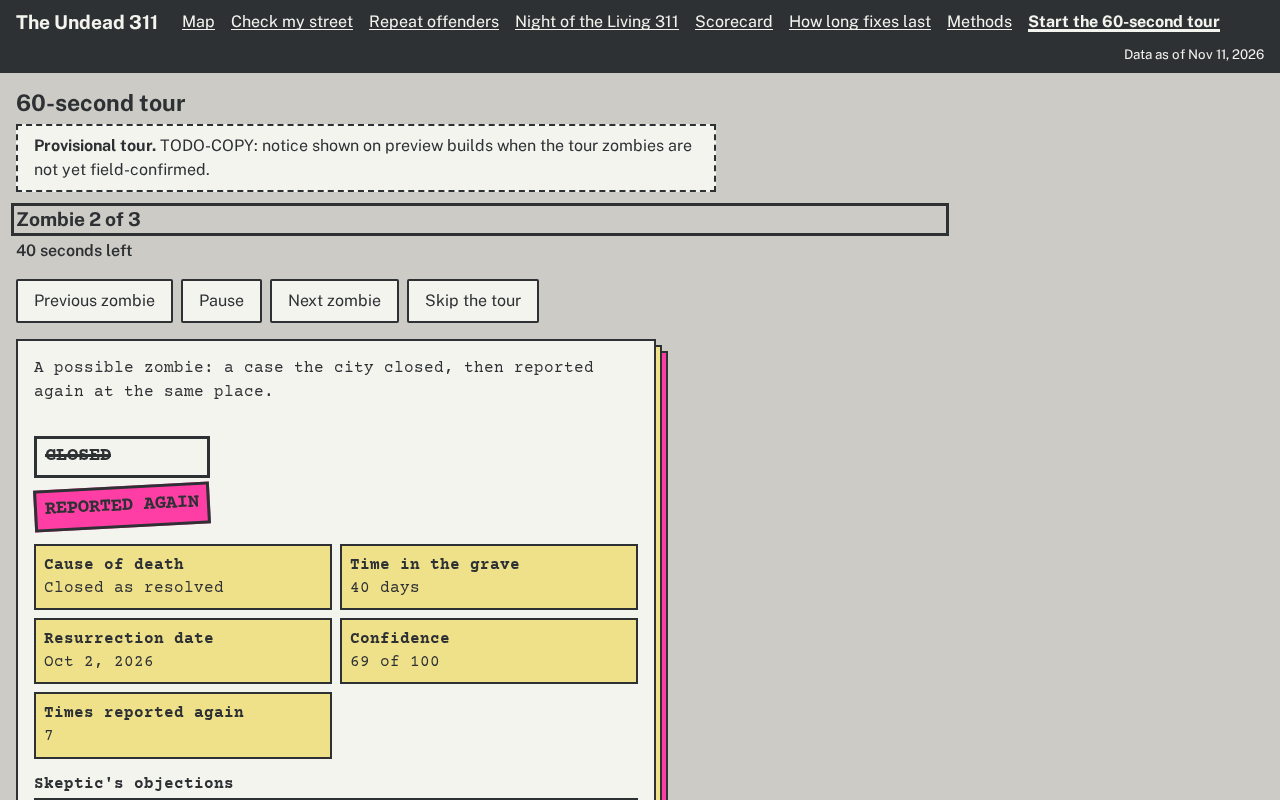 The Undead 311 Map Check my street Repeat offenders Night of the Living 311 Scorecard How long fixes last Methods Start the 60-second tour
Data as of Nov 11, 2026
60-second tour
Provisional tour. TODO-COPY: notice shown on preview builds when the tour zombies are
not yet field-confirmed.
Zombie 2 of 3
40 seconds left
Previous zombie Pause Next zombie Skip the tour
A possible zombie: a case the city closed, then reported
again at the same place.
CLOSED
REPORTED AGAIN
Cause of death Time in the grave
Closed as resolved 40 days
Resurrection date Confidence
Oct 2, 2026 69 of 100
Times reported again
7
Skeptic's objections